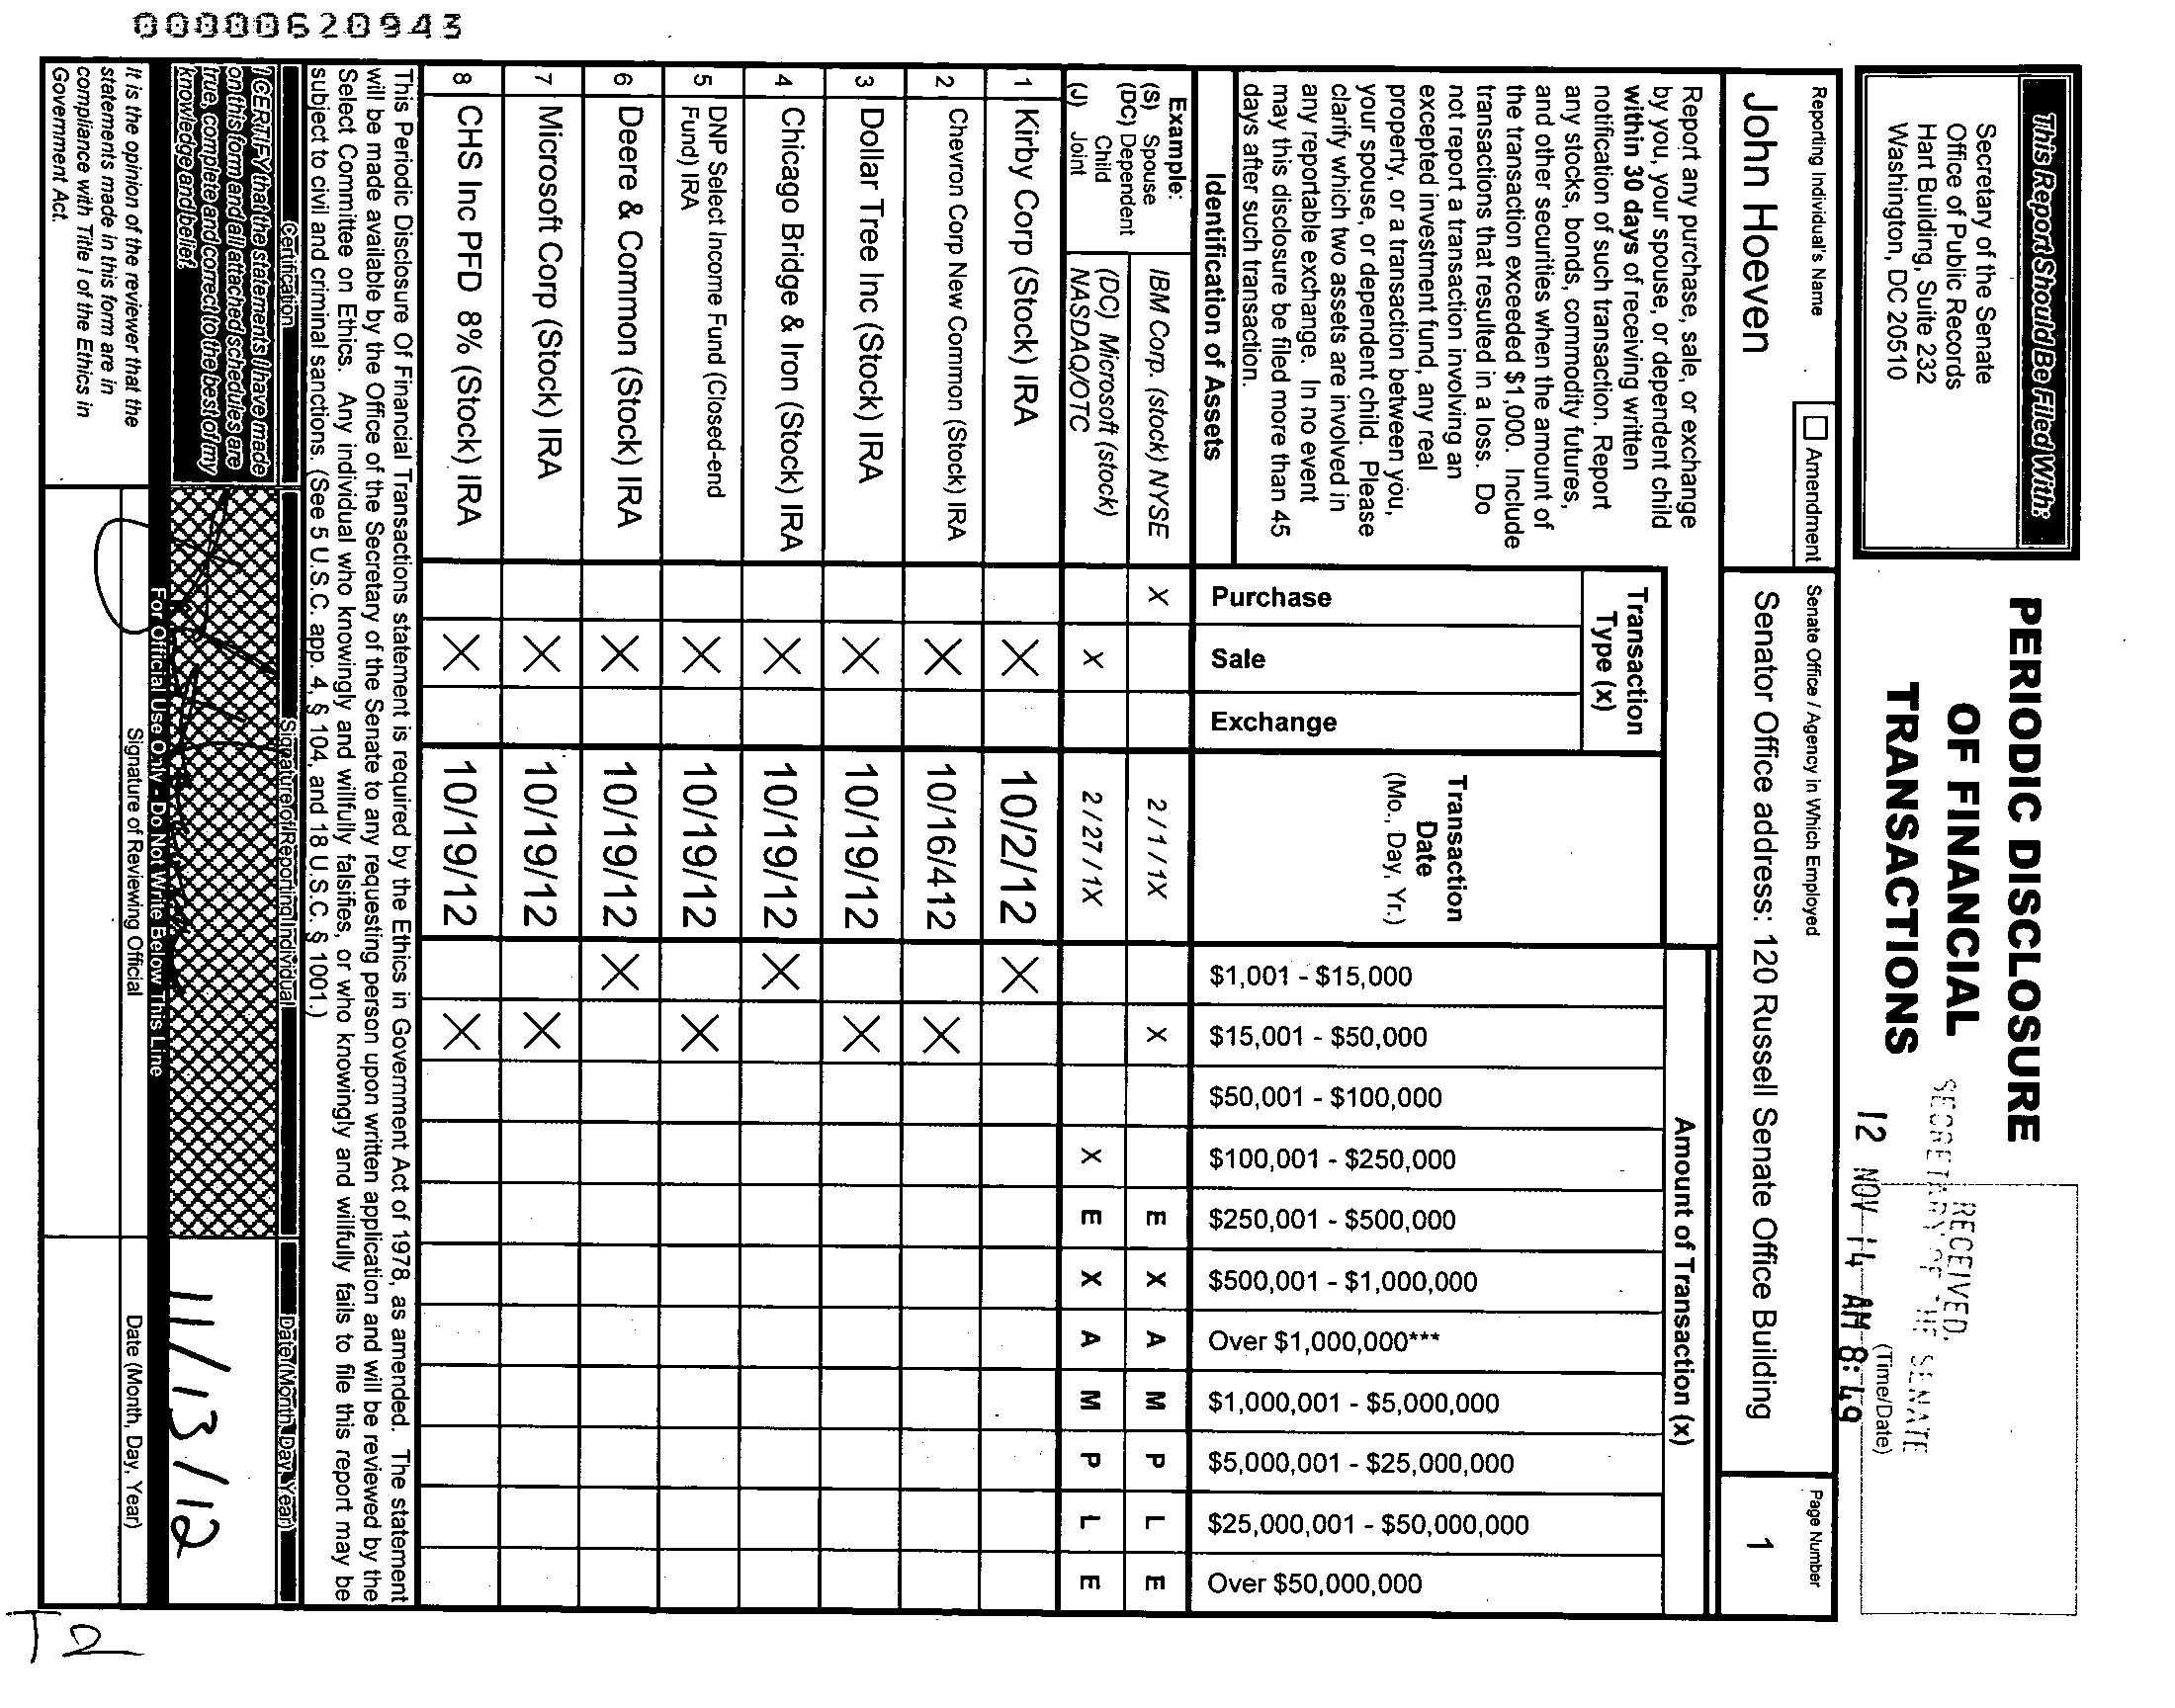 This Report Should Be Filed With:
Secretary of the Senate
Office of Public Records
Hart Building, Suite 232
Washington, DC 20510
PERIODIC DISCLOSURE
OF FINANCIAL
TRANSACTIONS
RECEIVED
SECRETARY OF THE SENATE
(Time/Date)
12 NOV 14 AM 8:49
Reporting Individual's Name
John Hoeven
Amendment
Senate Office / Agency in Which Employed
Senator Office address: 120 Russell Senate Office Building
Page Number
1
Report any purchase, sale, or exchange
by you, your spouse, or dependent child
within 30 days of receiving written
notification of such transaction. Report
any stocks, bonds, commodity futures,
and other securities when the amount of
the transaction exceeded $1,000. Include
transactions that resulted in a loss. Do
not report a transaction involving an
excepted investment fund, any real
property, or a transaction between you,
your spouse, or dependent child. Please
clarify which two assets are involved in
any reportable exchange. In no event
may this disclosure be filed more than 45
days after such transaction.
Identification of Assets
Transaction
Type (x)
Purchase
Sale
Exchange
Transaction
Date
(Mo., Day, Yr.)
Amount of Transaction (x)
$1,001 - $15,000
$15,001 - $50,000
$50,001 - $100,000
$100,001 - $250,000
$250,001 - $500,000
$500,001 - $1,000,000
Over $1,000,000***
$1,000,001 - $5,000,000
$5,000,001 - $25,000,000
$25,000,001 - $50,000,000
Over $50,000,000
Example:
(S) Spouse
(DC) Dependent
Child
(J) Joint
IBM Corp. (stock) NYSE X 2 / 1 / 1X X E X A M P L E
(DC) Microsoft (stock)
NASDAQ/OTC X 2 / 27 / 1X X E X A M P L E
1 Kirby Corp (Stock) IRA X 10/2/12 X
2 Chevron Corp New Common (Stock) IRA X 10/16/412 X
3 Dollar Tree Inc (Stock) IRA X 10/19/12 X
4 Chicago Bridge & Iron (Stock) IRA X 10/19/12 X
5 DNP Select Income Fund (Closed-end
Fund) IRA X 10/19/12 X
6 Deere & Common (Stock) IRA X 10/19/12 X
7 Microsoft Corp (Stock) IRA X 10/19/12 X
8 CHS Inc PFD 8% (Stock) IRA X 10/19/12 X
This Periodic Disclosure Of Financial Transactions statement is required by the Ethics in Government Act of 1978, as amended. The statement
will be made available by the Office of the Secretary of the Senate to any requesting person upon written application and will be reviewed by the
Select Committee on Ethics. Any individual who knowingly and willfully falsifies, or who knowingly and willfully fails to file this report may be
subject to civil and criminal sanctions. (See 5 U.S.C. app. 4, § 104, and 18 U.S.C. § 1001.)
Certification
Signature of Reporting Individual
Date (Month, Day, Year)
I CERTIFY that the statements I have made
on this form and all attached schedules are
true, complete and correct to the best of my
knowledge and belief.
11/13/12
For Official Use Only - Do Not Write Below This Line
It is the opinion of the reviewer that the
statements made in this form are in
compliance with Title I of the Ethics in
Government Act.
Signature of Reviewing Official
Date (Month, Day, Year)
00000620943
T2